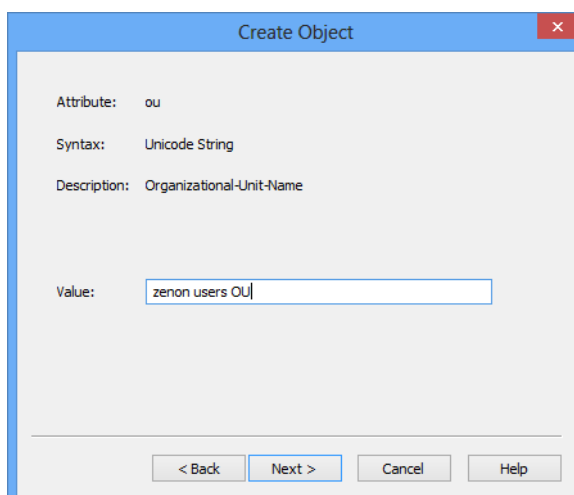 Create Object
Attribute: ou
Syntax: Unicode String
Description: Organizational-Unit-Name
Value: zenon users OU
< Back Next > Cancel Help